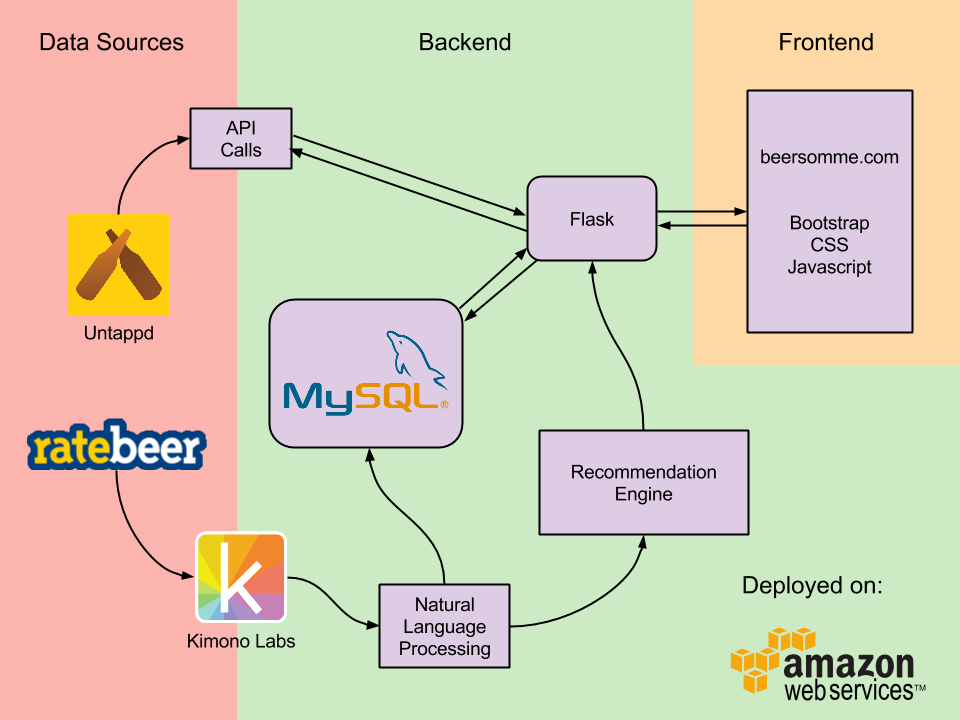 Data Sources
Backend
Frontend
API
Calls
beersomme.com
Bootstrap
CSS
Javascript
Flask
Untappd
MySQL®
ratebeer
Recommendation
Engine
k
Kimono Labs
Natural
Language
Processing
Deployed on:
amazon
web services™